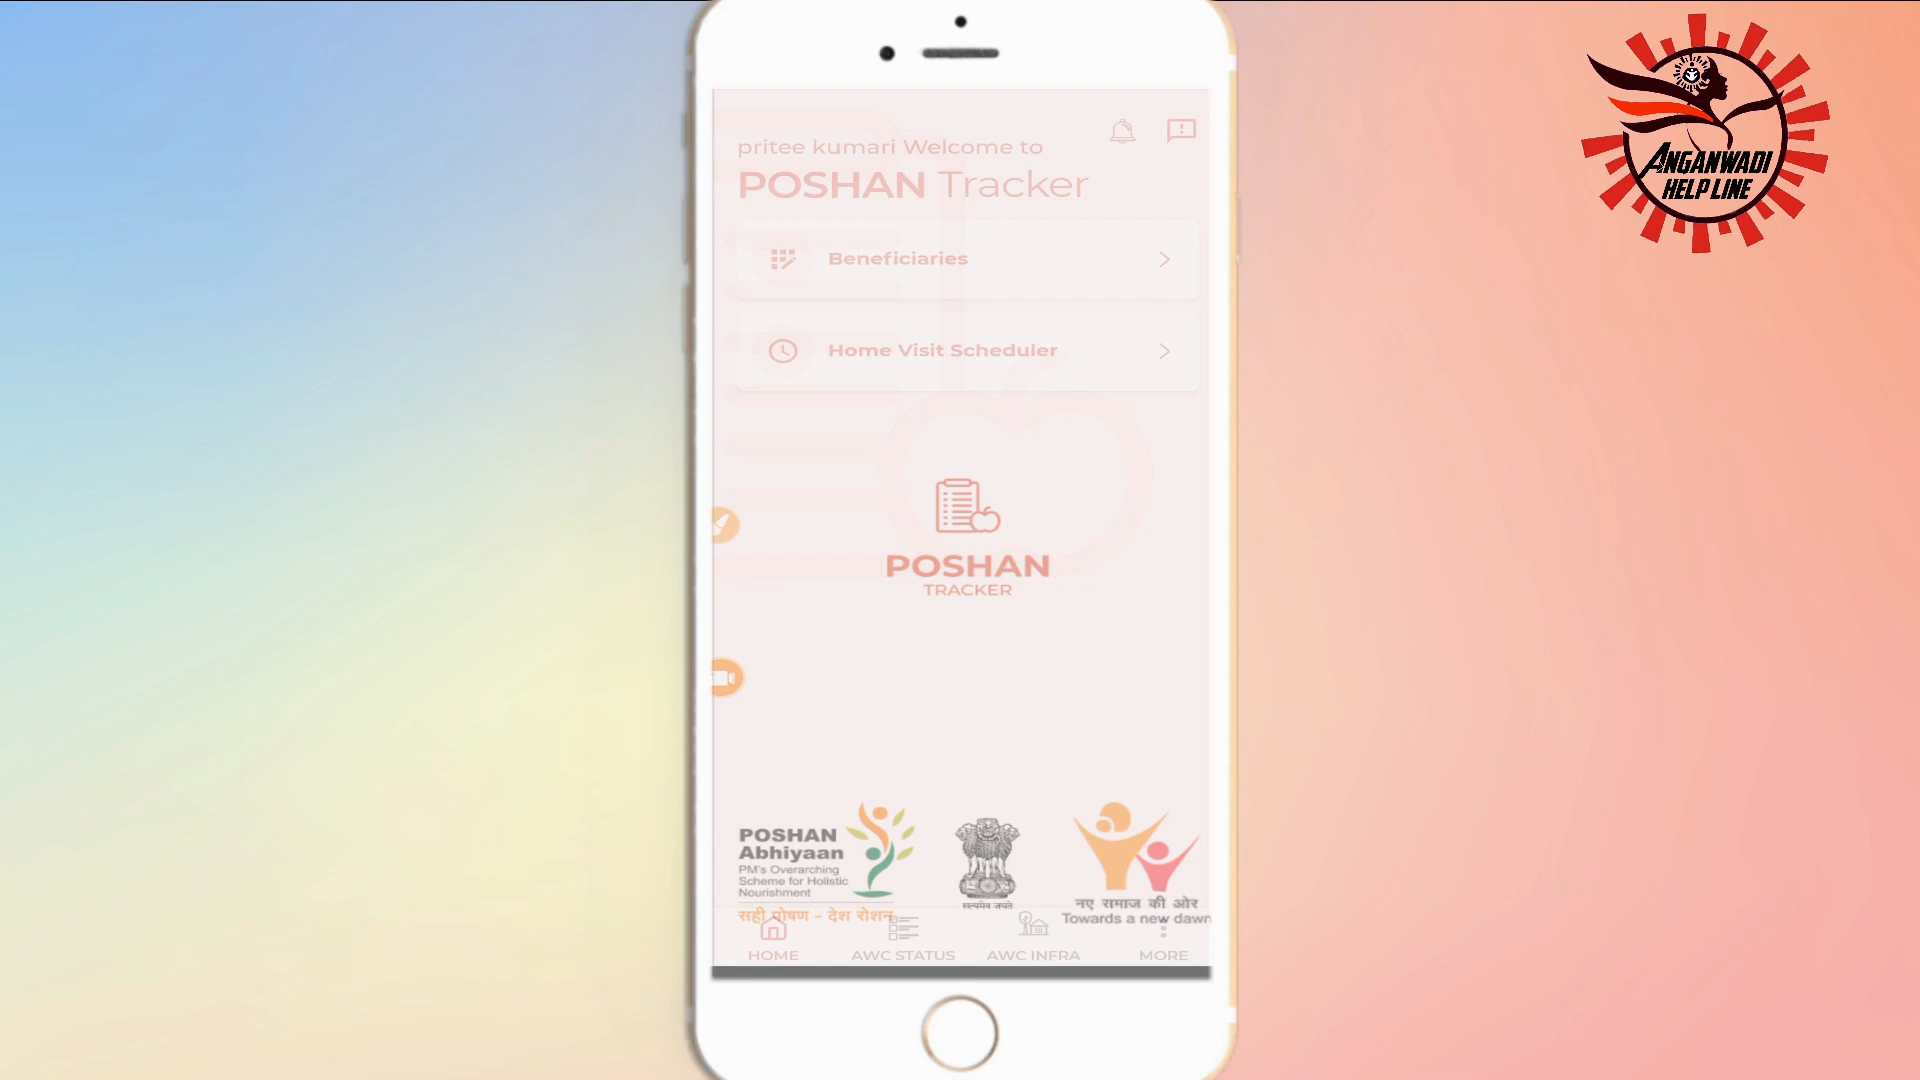 pritee kumari Welcome to
POSHAN Tracker
Beneficiaries
Home Visit Scheduler
POSHAN
TRACKER
POSHAN
Abhiyaan
PM's Overarching
Scheme for Holistic
Nourishment
सही पोषण - देश रोशन
सत्यमेव जयते
नए समाज की ओर
Towards a new dawn
HOME
AWC STATUS
AWC INFRA
MORE
ANGANWADI
HELP LINE